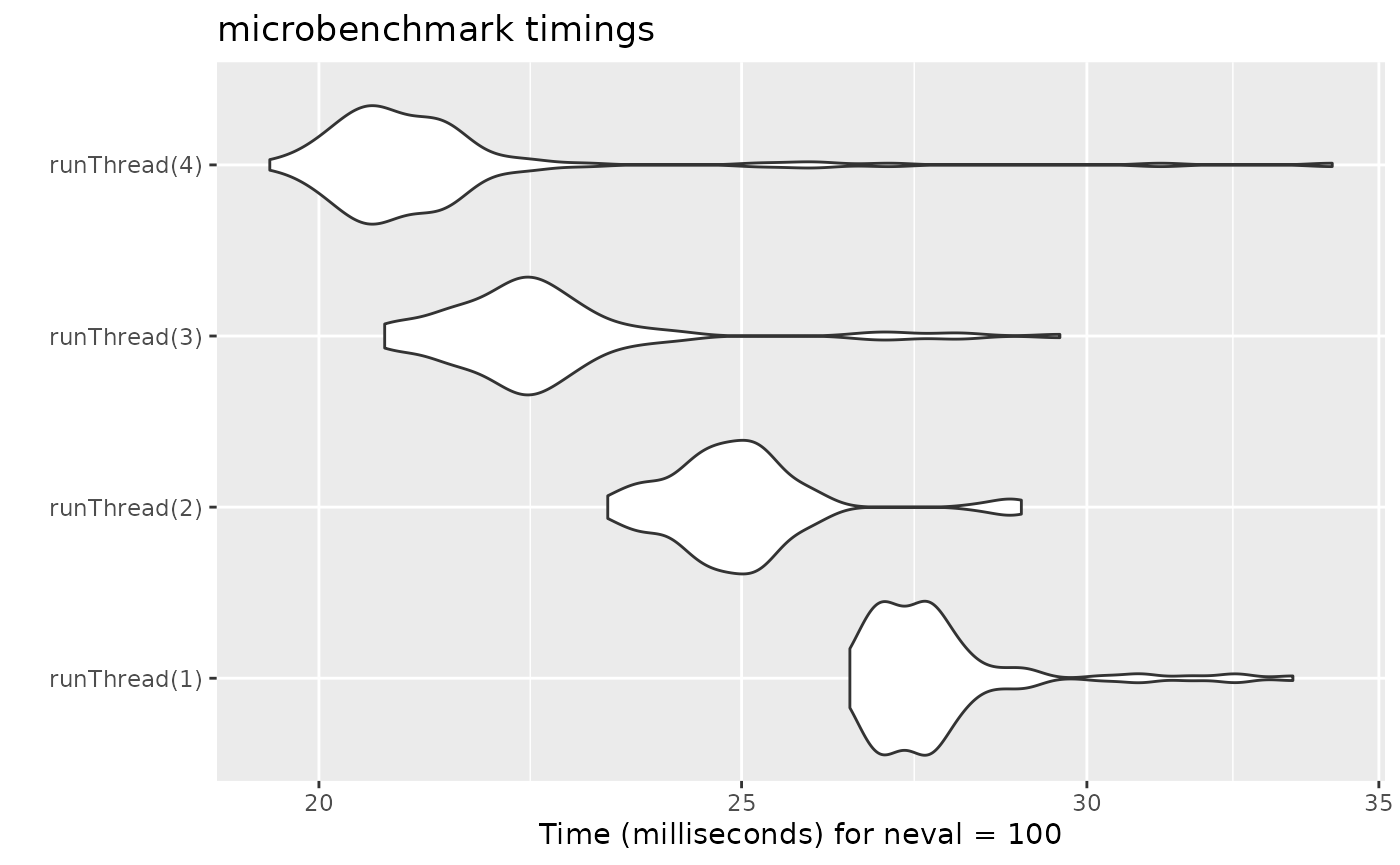 microbenchmark timings
runThread(4)
runThread(3)
runThread(2)
runThread(1)
20 25 30 35
Time (milliseconds) for neval = 100